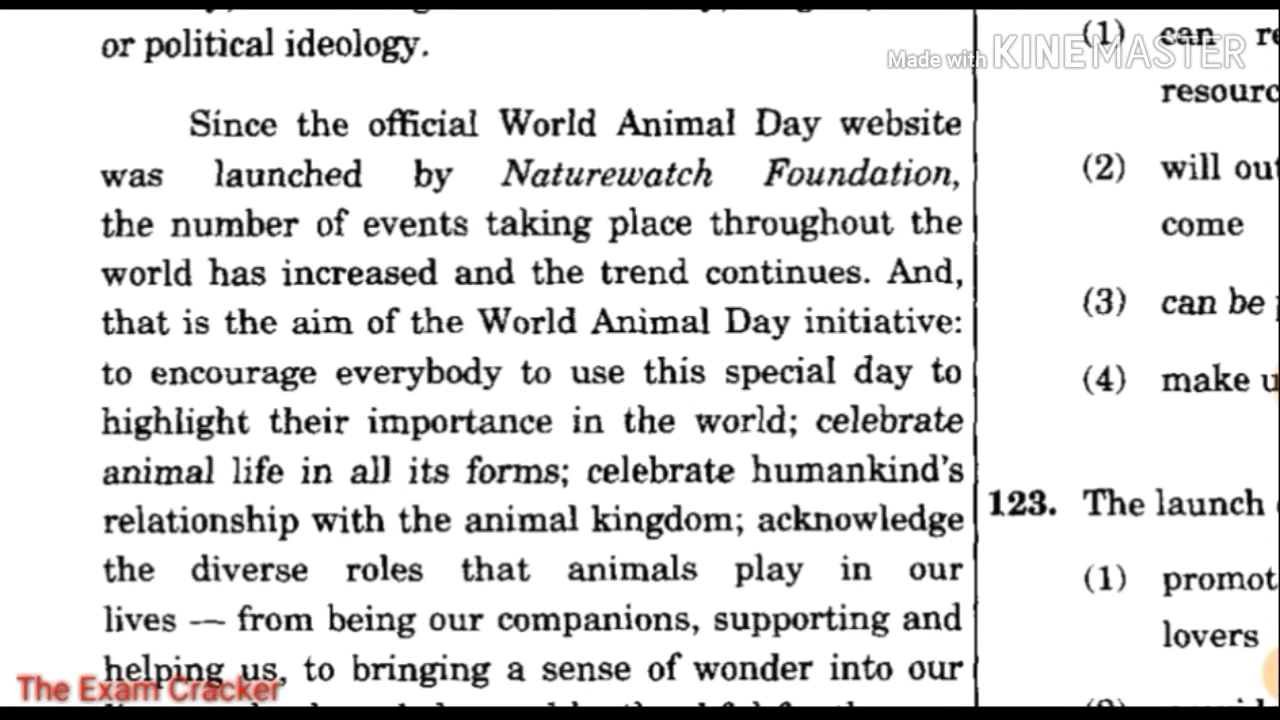 or political ideology.
Since the official World Animal Day website
was launched by Naturewatch Foundation,
the number of events taking place throughout the
world has increased and the trend continues. And,
that is the aim of the World Animal Day initiative:
to encourage everybody to use this special day to
highlight their importance in the world; celebrate
animal life in all its forms; celebrate humankind's
relationship with the animal kingdom; acknowledge
the diverse roles that animals play in our
lives — from being our companions, supporting and
helping us, to bringing a sense of wonder into our
(1) can
Made with KINEMASTER
(2) will
come
(3) can be
(4) make
123. The launch
(1)
lovers
The Exam Cracker